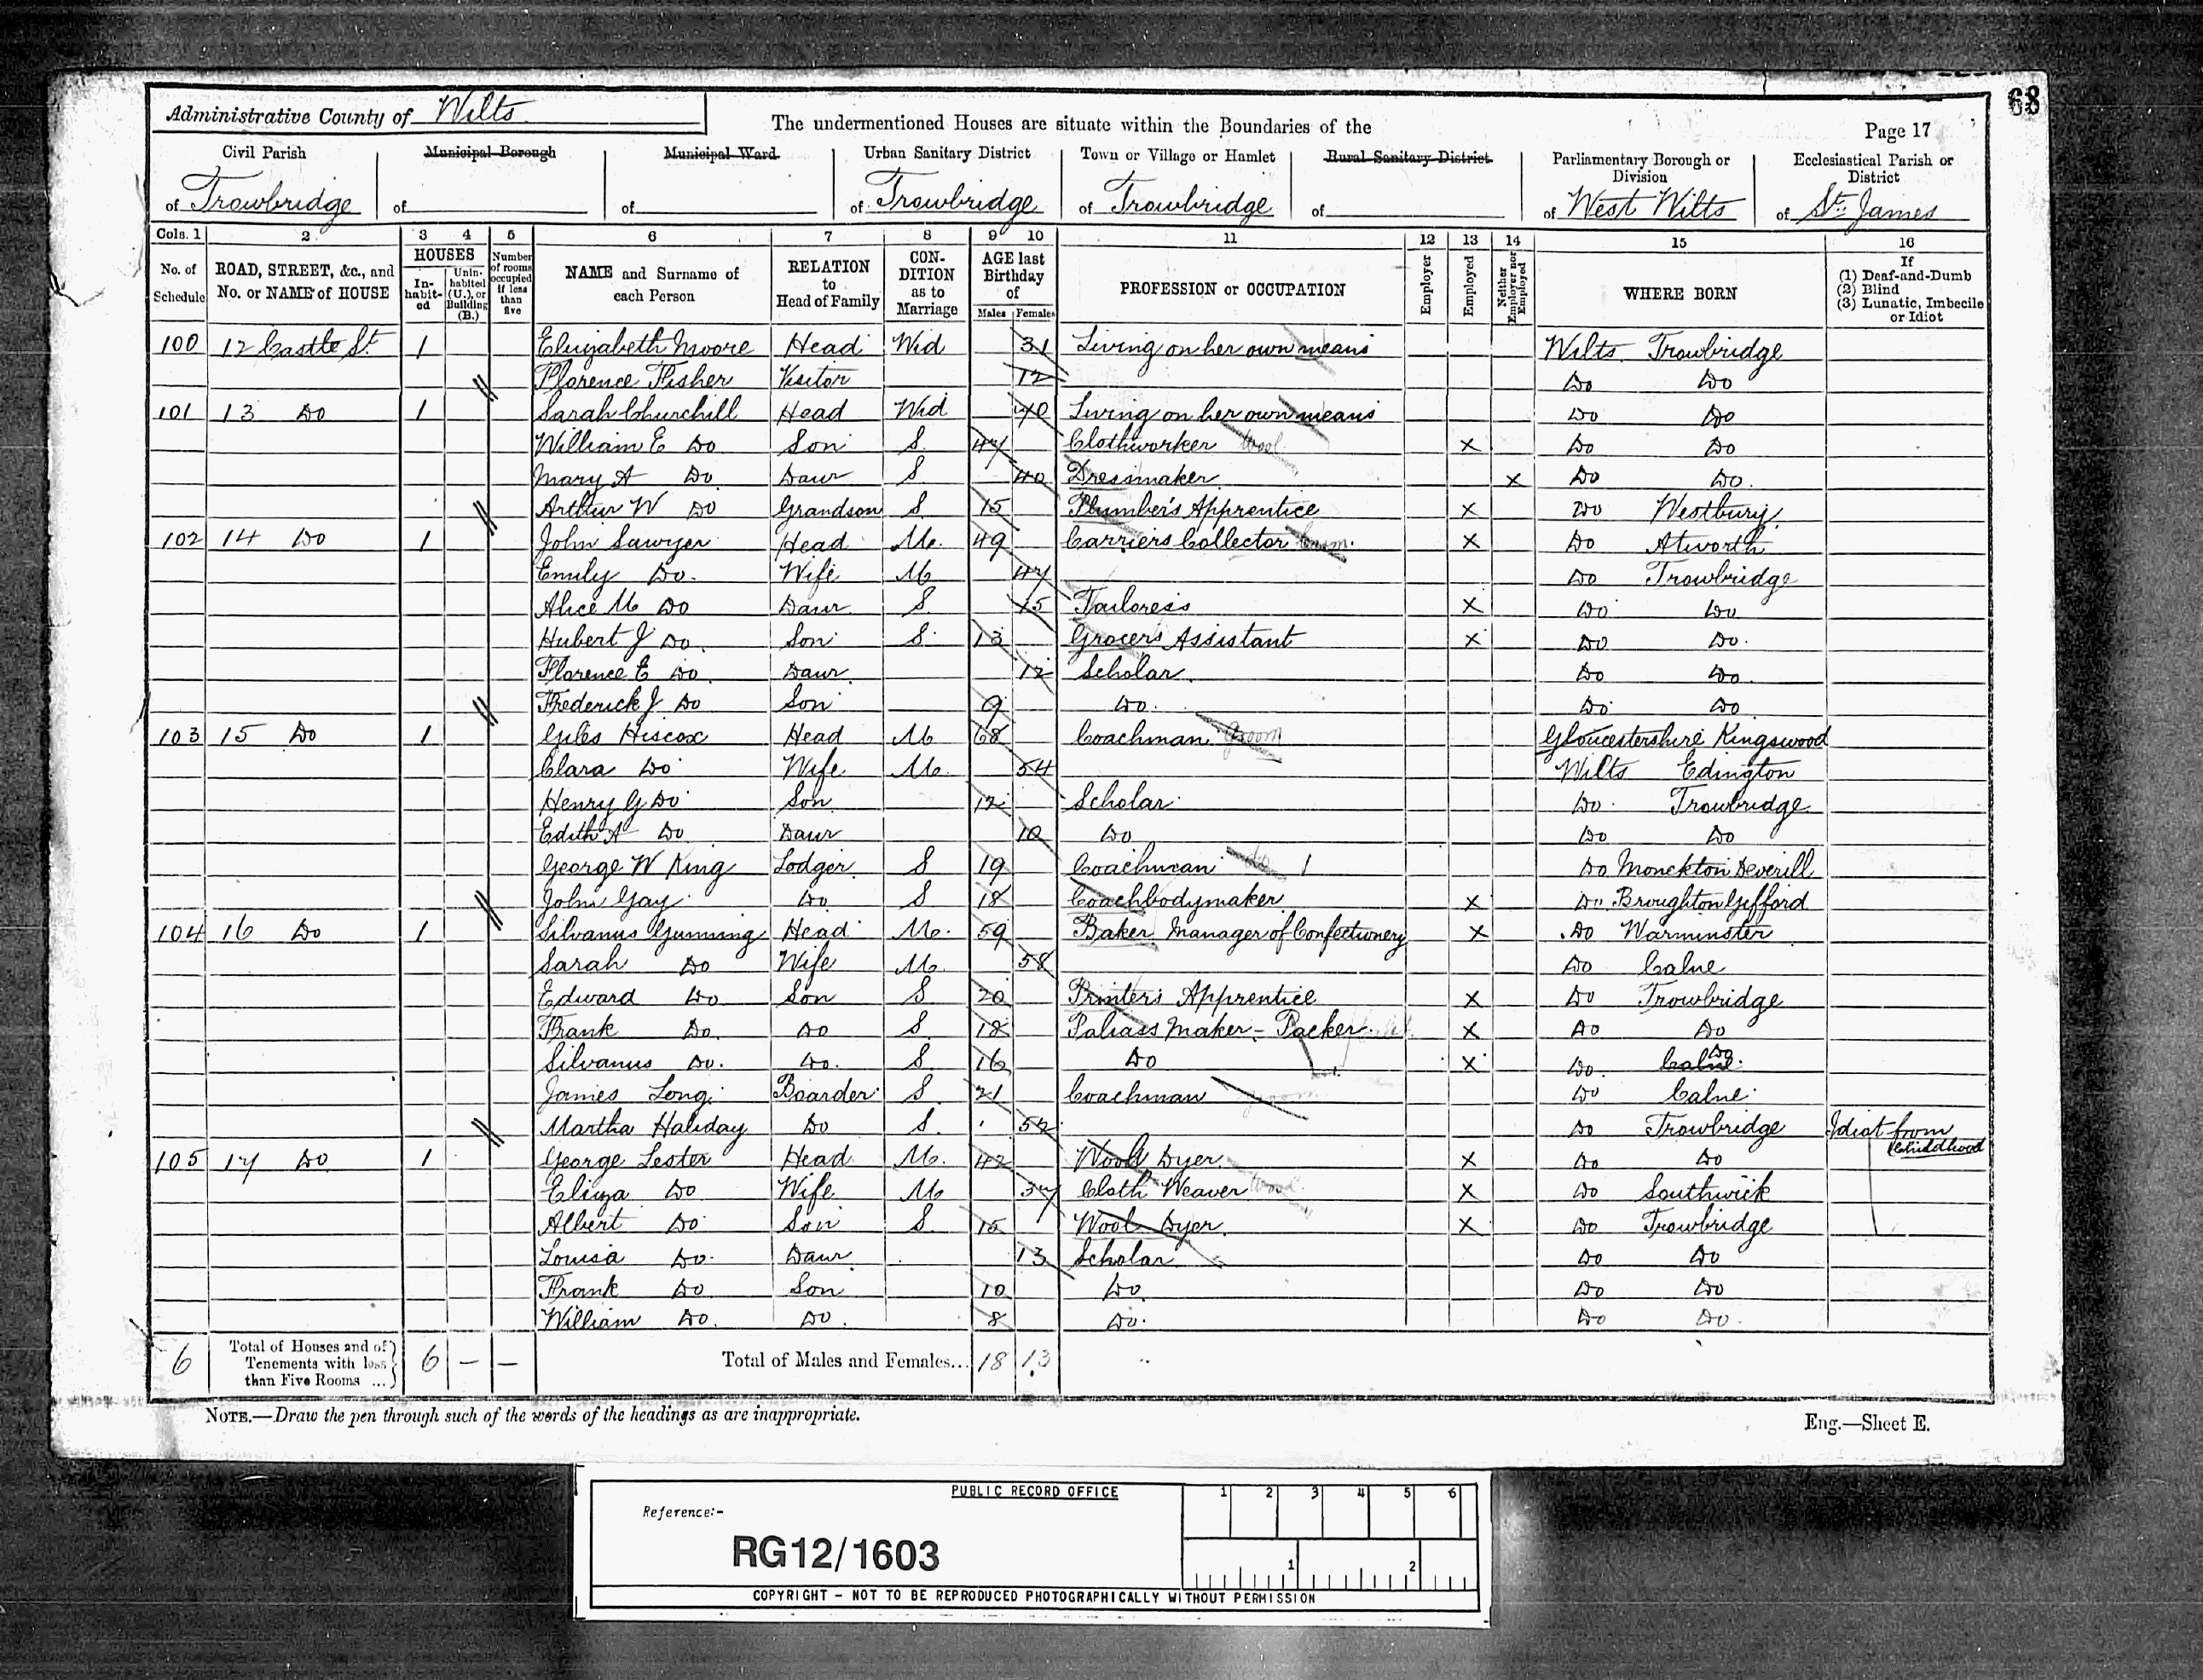 68
Administrative County of Wilts
The undermentioned Houses are situate within the Boundaries of the
Page 17
Civil Parish of Trowbridge
Municipal Borough of
Municipal Ward of
Urban Sanitary District of Trowbridge
Town or Village or Hamlet of Trowbridge
Rural Sanitary District of
Parliamentary Borough or Division of West Wilts
Ecclesiastical Parish or District of St. James
Cols. 1 2 3 4 5 6 7 8 9 10 11 12 13 14 15 16
No. of Schedule
ROAD, STREET, &c., and No. or NAME of HOUSE
HOUSES
In-habit-ed
Unin-habited (U.), or Building (B.)
Number of rooms occupied if less than five
NAME and Surname of each Person
RELATION to Head of Family
CON-DITION as to Marriage
AGE last Birthday of
Males Females
PROFESSION or OCCUPATION
Employer
Employed
Neither Employer nor Employed
WHERE BORN
If (1) Deaf-and-Dumb (2) Blind (3) Lunatic, Imbecile or Idiot
100 12 Castle St 1 Elizabeth Moore Head Wid 31 Living on her own means Wilts Trowbridge
Florence Fisher Visitor 12 Do Do
101 13 Do 1 Sarah Churchill Head Wid 70 Living on her own means Do Do
William E Do Son S 47 Clothworker Wool X Do Do
Mary A Do Daur S 40 Dressmaker X Do Do
Arthur W Do Grandson S 15 Plumber's Apprentice X Do Westbury
102 14 Do 1 John Sawyer Head M 49 Carriers Collector X Do Atworth
Emily Do Wife M 47 Do Trowbridge
Alice M Do Daur S 15 Tailoress X Do Do
Hubert J Do Son S 13 Grocers Assistant X Do Do
Florence E Do Daur 12 Scholar Do Do
Frederick J Do Son 9 Do Do Do
103 15 Do 1 Giles Hiscox Head M 68 Coachman Groom Gloucestershire Kingswood
Clara Do Wife M 54 Wilts Edington
Henry G Do Son 12 Scholar Do Trowbridge
Edith A Do Daur 10 Do Do Do
George W King Lodger S 19 Coachman 1 Do Monckton Deverill
John Gay Do S 18 Coachbodymaker X Do Broughton Gifford
104 16 Do 1 Silvanus Gunning Head M 59 Baker Manager of Confectionery X Do Warminster
Sarah Do Wife M 58 Do Calne
Edward Do Son S 20 Printers Apprentice X Do Trowbridge
Frank Do Do S 18 Paliass Maker - Packer X Do Do
Silvanus Do Do S 16 Do X Do Calne Do
James Long Boarder S 21 Coachman groom Do Calne
Martha Haliday Do S 52 Do Trowbridge Idiot from Childhood
105 17 Do 1 George Lester Head M 42 Wool Dyer X Do Do
Eliza Do Wife M 37 Cloth Weaver Wool X Do Southwick
Albert Do Son S 15 Wool Dyer X Do Trowbridge
Louisa Do Daur 13 Scholar Do Do
Frank Do Son 10 Do Do Do
William Do Do 8 Do Do Do
6 Total of Houses and of Tenements with less than Five Rooms ... 6 — — Total of Males and Females... 18 13
NOTE.—Draw the pen through such of the words of the headings as are inappropriate.
Eng.—Sheet E.
PUBLIC RECORD OFFICE
1 2 3 4 5 6
Reference:-
RG12/1603
1 2
COPYRIGHT - NOT TO BE REPRODUCED PHOTOGRAPHICALLY WITHOUT PERMISSION